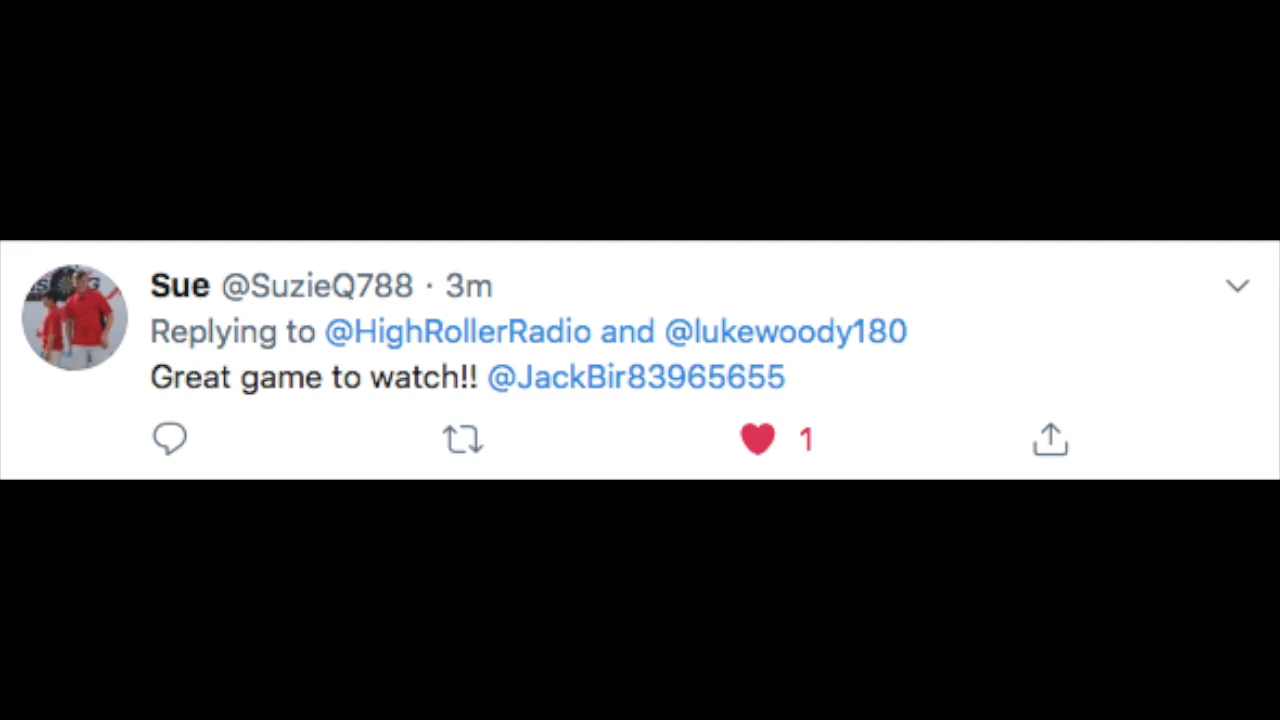 Sue @SuzieQ788 · 3m
Replying to @HighRollerRadio and @lukewoody180
Great game to watch!! @JackBir83965655
1